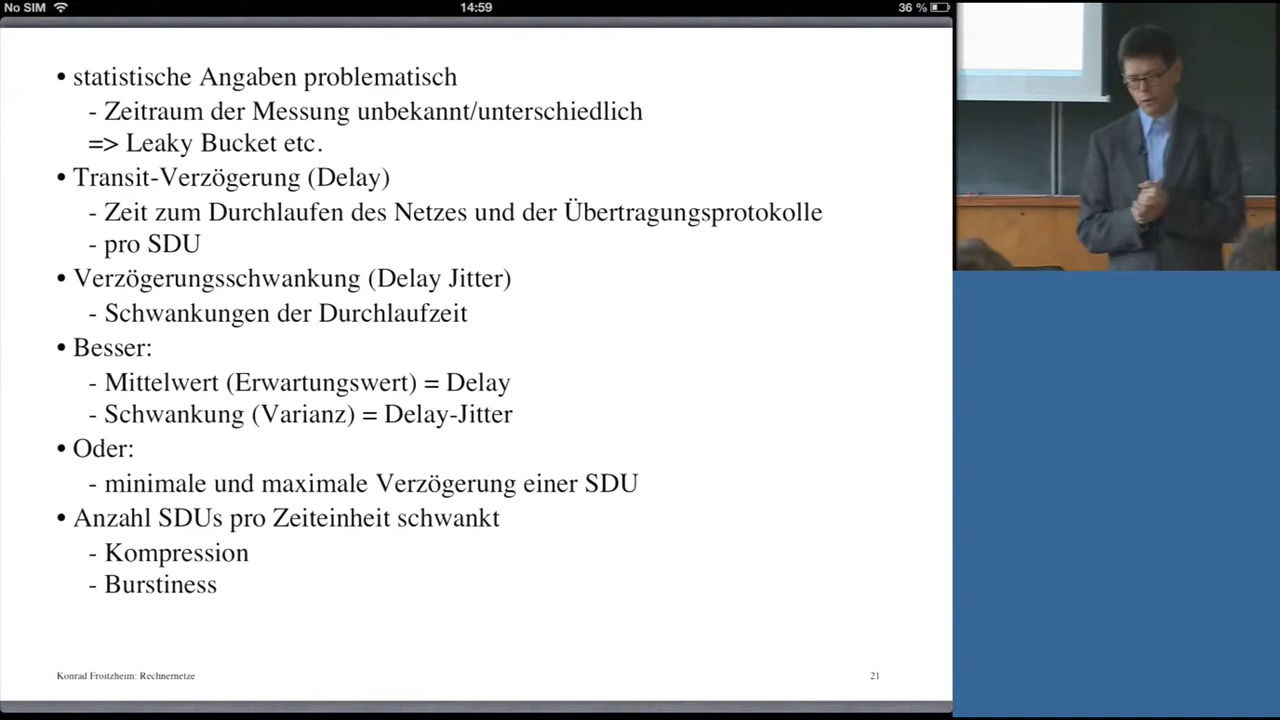 No SIM 14:59 36 %
• statistische Angaben problematisch
- Zeitraum der Messung unbekannt/unterschiedlich
=> Leaky Bucket etc.
• Transit-Verzögerung (Delay)
- Zeit zum Durchlaufen des Netzes und der Übertragungsprotokolle
- pro SDU
• Verzögerungsschwankung (Delay Jitter)
- Schwankungen der Durchlaufzeit
• Besser:
- Mittelwert (Erwartungswert) = Delay
- Schwankung (Varianz) = Delay-Jitter
• Oder:
- minimale und maximale Verzögerung einer SDU
• Anzahl SDUs pro Zeiteinheit schwankt
- Kompression
- Burstiness
Konrad Froitzheim: Rechnernetze 21